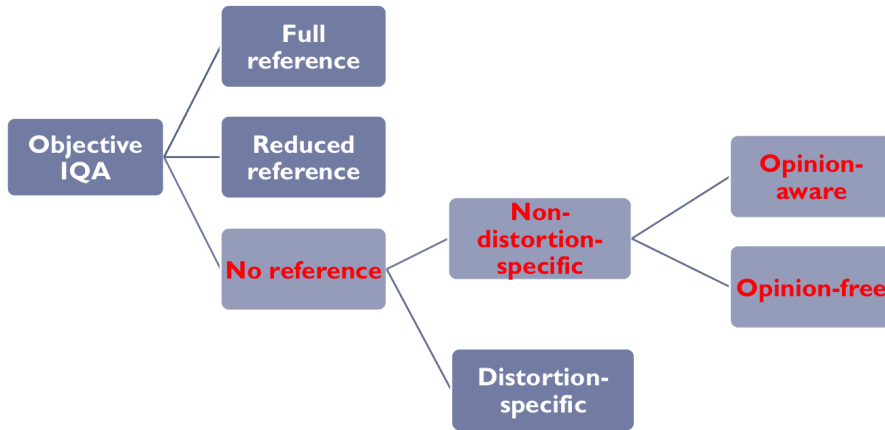 Full
reference
Objective
IQA
Reduced
reference
No reference
Non-
distortion-
specific
Distortion-
specific
Opinion-
aware
Opinion-free